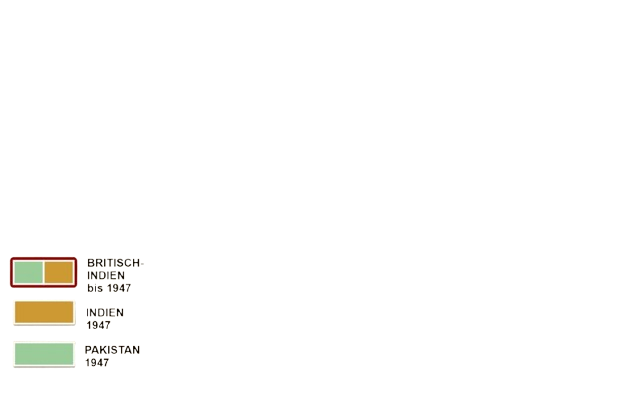 BRITISCH-
INDIEN
bis 1947
INDIEN
1947
PAKISTAN
1947